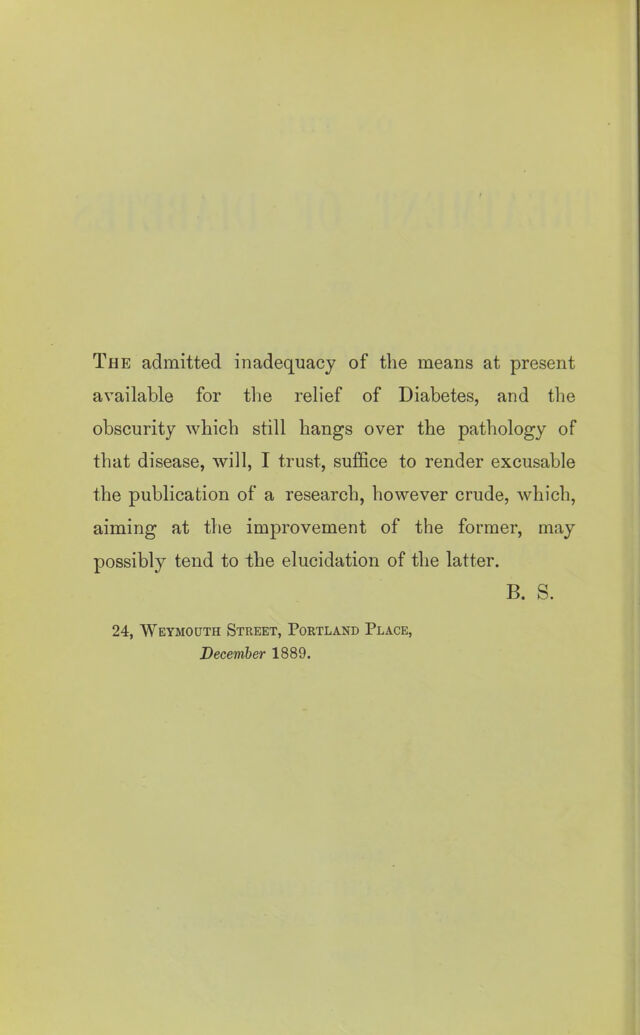 THE admitted inadequacy of the means at present
available for the relief of Diabetes, and the
obscurity which still hangs over the pathology of
that disease, will, I trust, suffice to render excusable
the publication of a research, however crude, which,
aiming at the improvement of the former, may
possibly tend to the elucidation of the latter.
B. S.
24, WEYMOUTH STREET, PORTLAND PLACE,
December 1889.